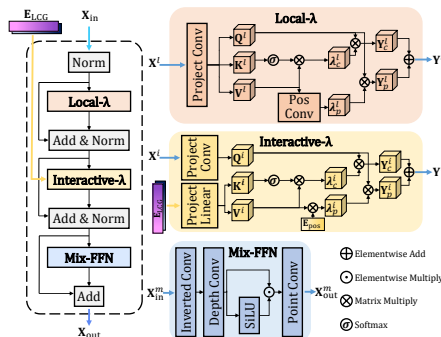 E_LCG
X_in
Norm
Local-λ
Add & Norm
Interactive-λ
Add & Norm
Mix-FFN
Add
X_out
Local-λ
X^i
Project Conv
Q^i
K^i
V^i
σ
Pos
Conv
λ_c^i
λ_p^i
Y_c^i
Y_p^i
Y
Interactive-λ
X^i
E_LCG
Project
Conv
Project
Linear
Q^i
K^i
V^i
σ
E_pos
λ_c^i
λ_p^i
Y_c^i
Y_p^i
Y
Mix-FFN
X_in^m
Inverted Conv
Depth Conv
SiLU
Point Conv
X_out^m
Elementwise Add
Elementwise Multiply
Matrix Multiply
σ Softmax